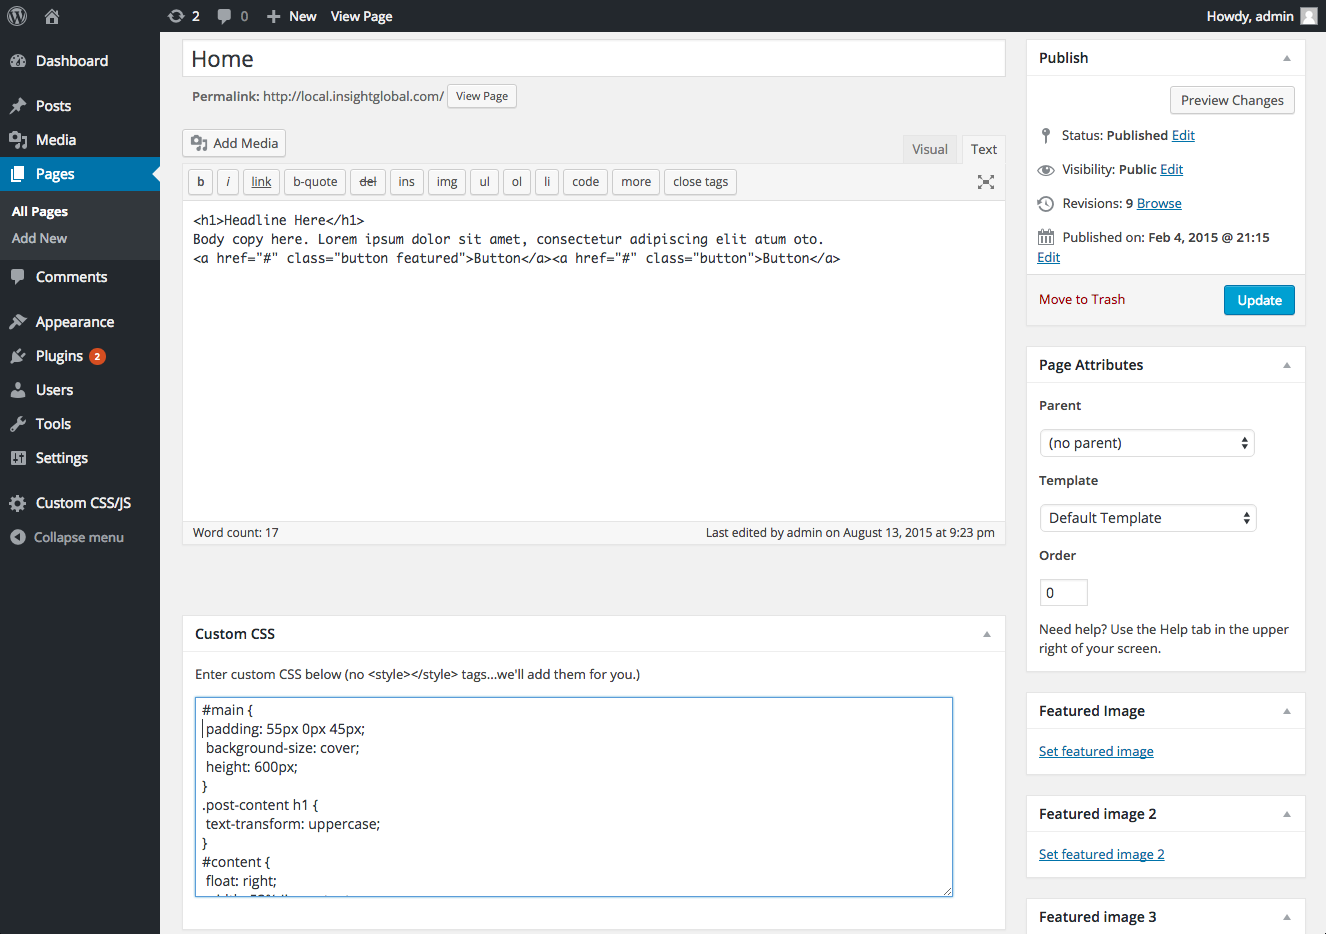 2
0
New
View Page
Howdy, admin
Dashboard
Posts
Media
Pages
All Pages
Add New
Comments
Appearance
Plugins 2
Users
Tools
Settings
Custom CSS/JS
Collapse menu
Home
Permalink: http://local.insightglobal.com/ View Page
Add Media
Visual
Text
b
i
link
b-quote
del
ins
img
ul
ol
li
code
more
close tags
<h1>Headline Here</h1>
Body copy here. Lorem ipsum dolor sit amet, consectetur adipiscing elit atum oto.
<a href="#" class="button featured">Button</a><a href="#" class="button">Button</a>
Word count: 17
Last edited by admin on August 13, 2015 at 9:23 pm
Custom CSS
Enter custom CSS below (no <style></style> tags...we'll add them for you.)
#main {
padding: 55px 0px 45px;
background-size: cover;
height: 600px;
}
.post-content h1 {
text-transform: uppercase;
}
#content {
float: right;
Publish
Preview Changes
Status: Published Edit
Visibility: Public Edit
Revisions: 9 Browse
Published on: Feb 4, 2015 @ 21:15
Edit
Move to Trash
Update
Page Attributes
Parent
(no parent)
Template
Default Template
Order
0
Need help? Use the Help tab in the upper
right of your screen.
Featured Image
Set featured image
Featured image 2
Set featured image 2
Featured image 3